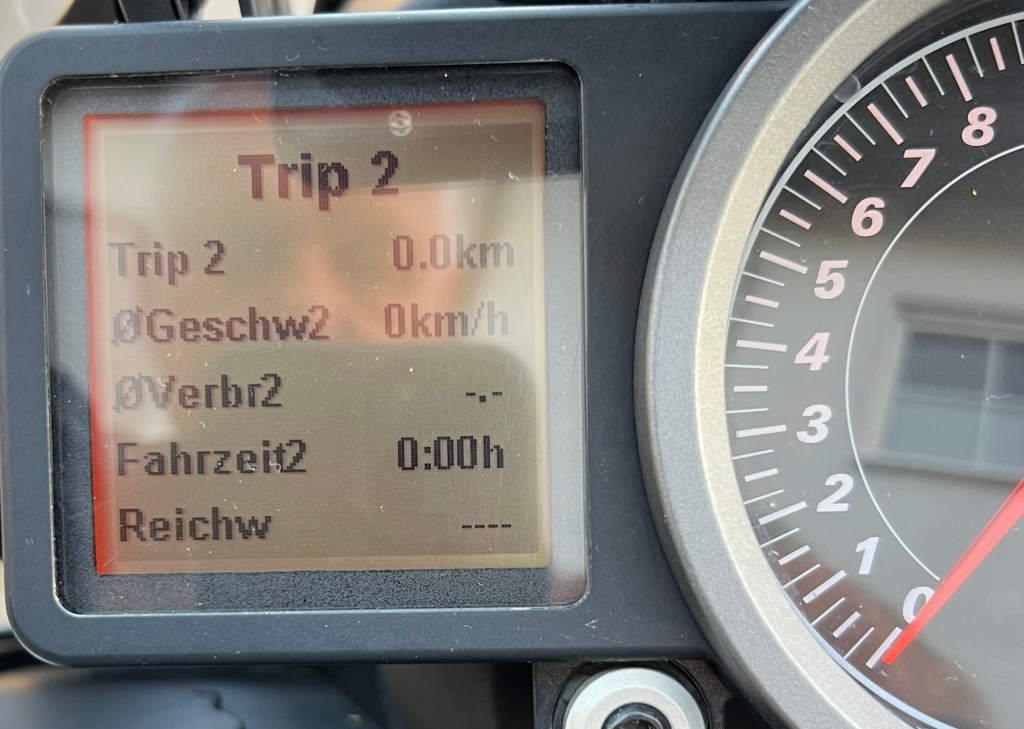 Trip 2
Trip 2 0.0km
ØGeschw2 0km/h
ØVerbr2 -.-
Fahrzeit2 0:00h
Reichw ----
8
7
6
5
4
3
2
1
0